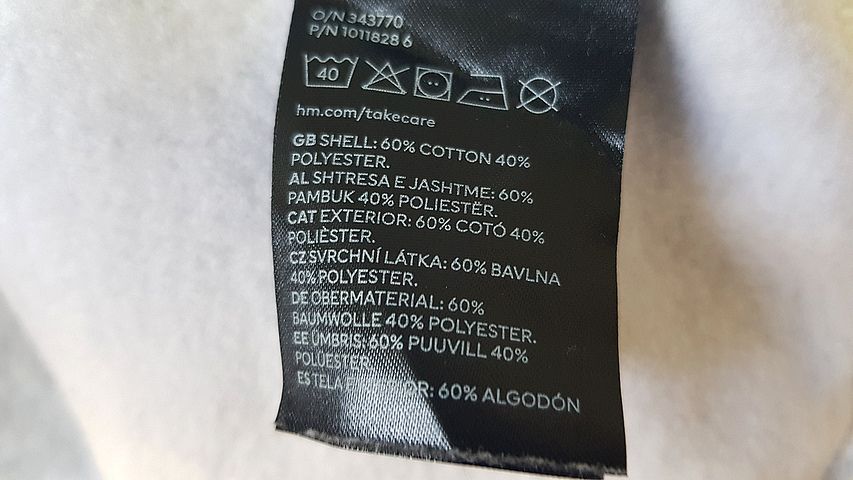 O/N 343770
P/N 1011828 6
40
hm.com/takecare
GB SHELL: 60% COTTON 40%
POLYESTER.
AL SHTRESA E JASHTME: 60%
PAMBUK 40% POLIESTËR.
CAT EXTERIOR: 60% COTÓ 40%
POLIÈSTER.
CZ SVRCHNÍ LÁTKA: 60% BAVLNA
40% POLYESTER.
DE OBERMATERIAL: 60%
BAUMWOLLE 40% POLYESTER.
EE ÜMBRIS: 60% PUUVILL 40%
POLÜESTER.
ES TELA 60% ALGODÓN